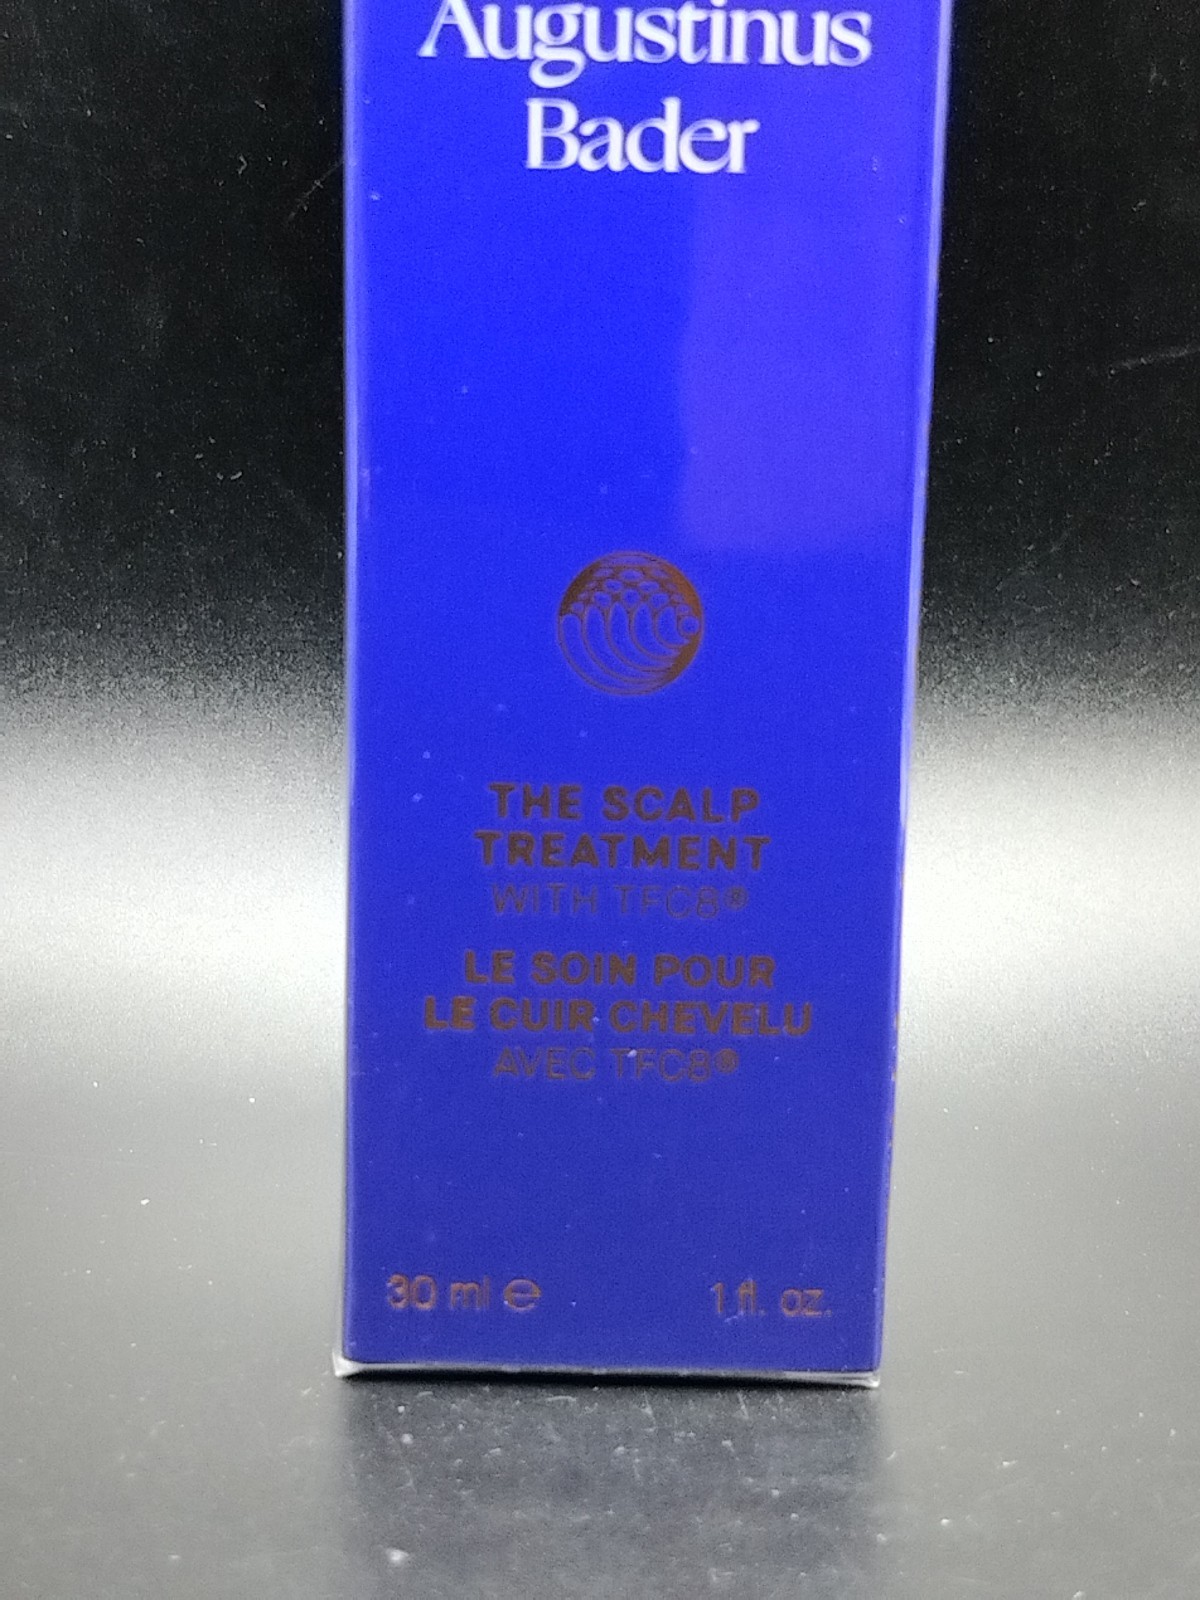 Augustinus
Bader
THE SCALP
TREATMENT
WITH TFC8®
LE SOIN POUR
LE CUIR CHEVELU
AVEC TFC8®
30 ml ℮ 1 fl. oz.